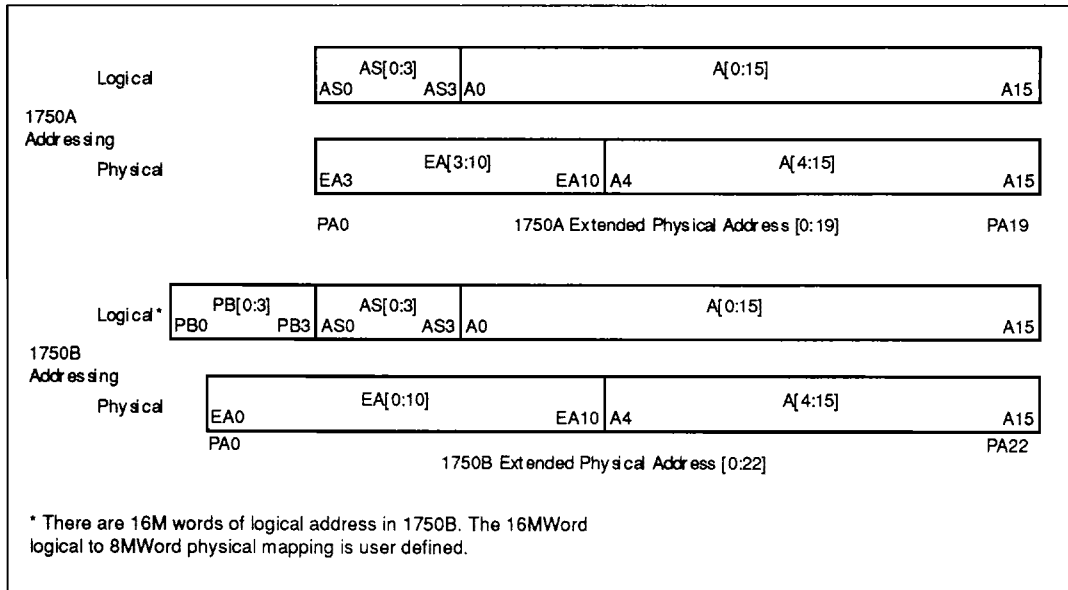 AS[0:3] A[0:15]
Logical
AS0 AS3 A0 A15
1750A
Addressing
EA[3:10] A[4:15]
Physical
EA3 EA10 A4 A15
PA0 1750A Extended Physical Address [0:19] PA19
PB[0:3] AS[0:3] A[0:15]
Logical*
PB0 PB3 AS0 AS3 A0 A15
1750B
Addressing
EA[0:10] A[4:15]
Physical
EA0 EA10 A4 A15
PA0 PA22
1750B Extended Physical Address [0:22]
* There are 16M words of logical address in 1750B. The 16MWord
logical to 8MWord physical mapping is user defined.